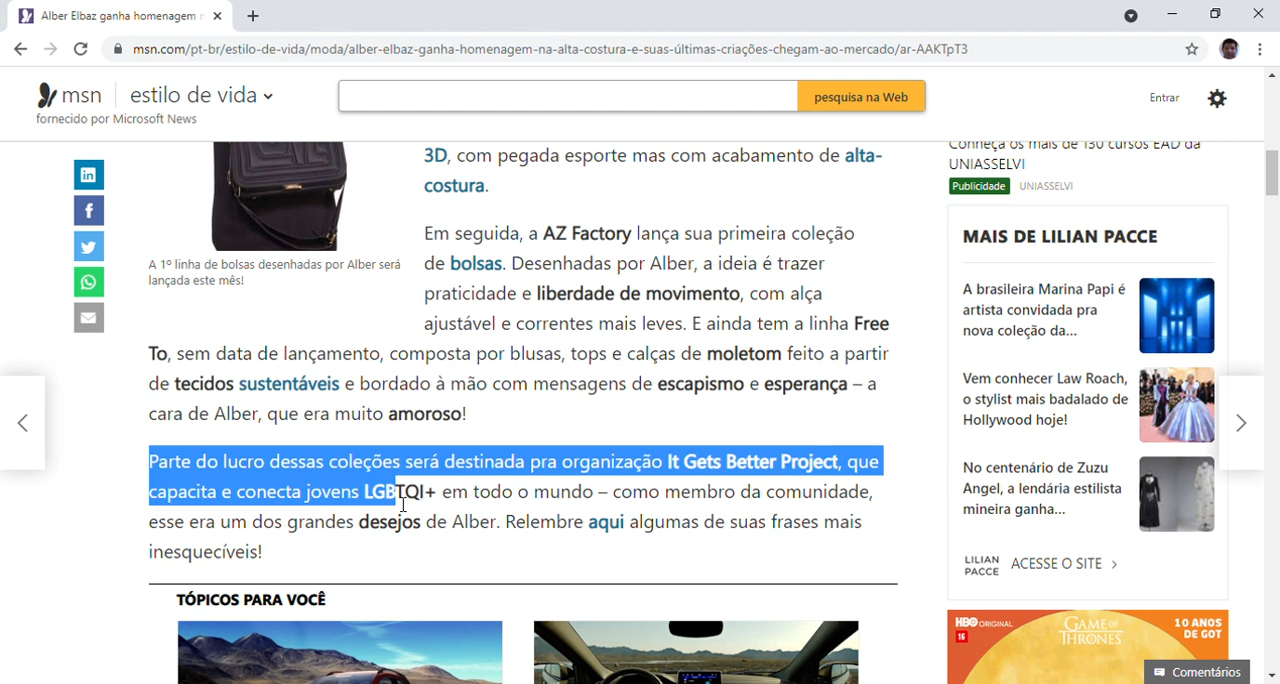 Alber Elbaz ganha homenagem
msn.com/pt-br/estilo-de-vida/moda/alber-elbaz-ganha-homenagem-na-alta-costura-e-suas-últimas-criações-chegam-ao-mercado/ar-AAKTpT3
msn estilo de vida
pesquisa na Web
Entrar
fornecido por Microsoft News
3D, com pegada esporte mas com acabamento de alta-
costura.
Em seguida, a AZ Factory lança sua primeira coleção
de bolsas. Desenhadas por Alber, a ideia é trazer
praticidade e liberdade de movimento, com alça
ajustável e correntes mais leves. E ainda tem a linha Free
To, sem data de lançamento, composta por blusas, tops e calças de moletom feito a partir
de tecidos sustentáveis e bordado à mão com mensagens de escapismo e esperança – a
cara de Alber, que era muito amoroso!
A 1º linha de bolsas desenhadas por Alber será
lançada este mês!
Parte do lucro dessas coleções será destinada pra organização It Gets Better Project, que
capacita e conecta jovens LGBTQI+ em todo o mundo – como membro da comunidade,
esse era um dos grandes desejos de Alber. Relembre aqui algumas de suas frases mais
inesquecíveis!
TÓPICOS PARA VOCÊ
Conheça os mais de 130 cursos EAD da
UNIASSELVI
Publicidade UNIASSELVI
MAIS DE LILIAN PACCE
A brasileira Marina Papi é
artista convidada pra
nova coleção da...
Vem conhecer Law Roach,
o stylist mais badalado de
Hollywood hoje!
No centenário de Zuzu
Angel, a lendária estilista
mineira ganha...
LILIAN
PACCE
ACESSE O SITE
HBO ORIGINAL
16
GAME OF
THRONES
10 ANOS
DE GOT
Comentários